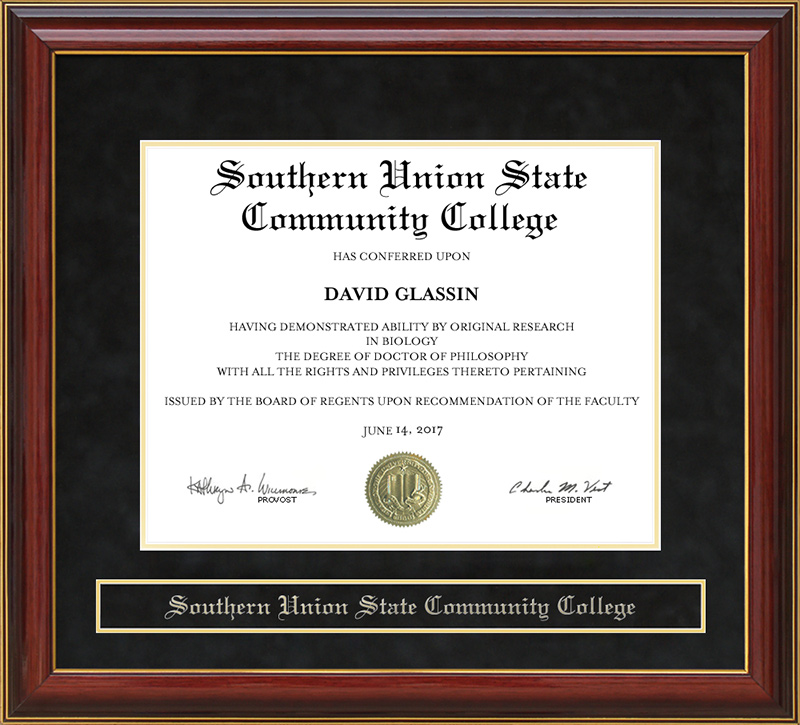 Southern Union State
Community College
HAS CONFERRED UPON
DAVID GLASSIN
HAVING DEMONSTRATED ABILITY BY ORIGINAL RESEARCH
IN BIOLOGY
THE DEGREE OF DOCTOR OF PHILOSOPHY
WITH ALL THE RIGHTS AND PRIVILEGES THERETO PERTAINING
ISSUED BY THE BOARD OF REGENTS UPON RECOMMENDATION OF THE FACULTY
JUNE 14, 2017
PROVOST
Charles M. Vest
PRESIDENT
Southern Union State Community College